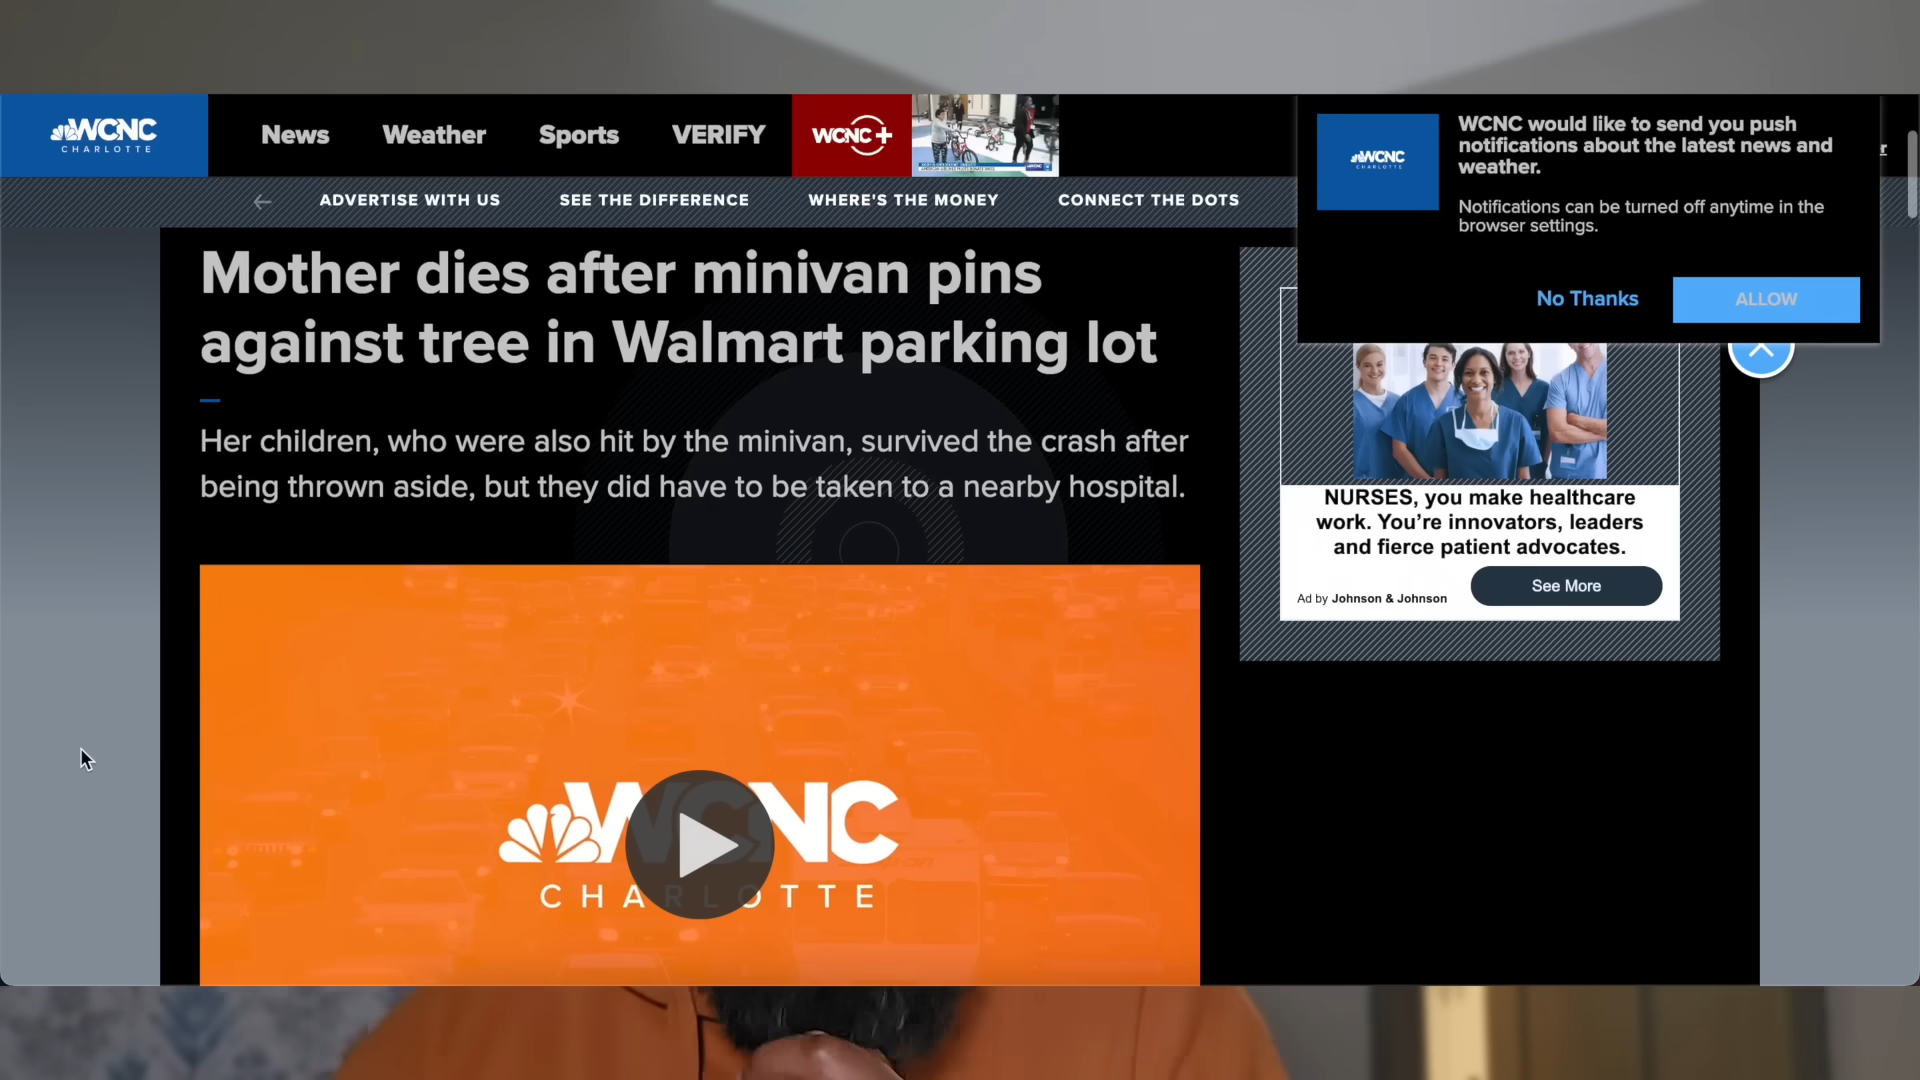 WCNC
CHARLOTTE
News
Weather
Sports
VERIFY
WCNC+
ADVERTISE WITH US
SEE THE DIFFERENCE
WHERE'S THE MONEY
CONNECT THE DOTS
WCNC
CHARLOTTE
WCNC would like to send you push
notifications about the latest news and
weather.
Notifications can be turned off anytime in the
browser settings.
No Thanks
ALLOW
Mother dies after minivan pins
against tree in Walmart parking lot
Her children, who were also hit by the minivan, survived the crash after
being thrown aside, but they did have to be taken to a nearby hospital.
NURSES, you make healthcare
work. You’re innovators, leaders
and fierce patient advocates.
Ad by Johnson & Johnson
See More
WCNC
CHARLOTTE